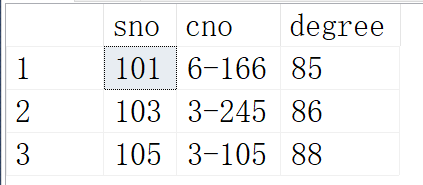 sno cno degree
1 101 6-166 85
2 103 3-245 86
3 105 3-105 88